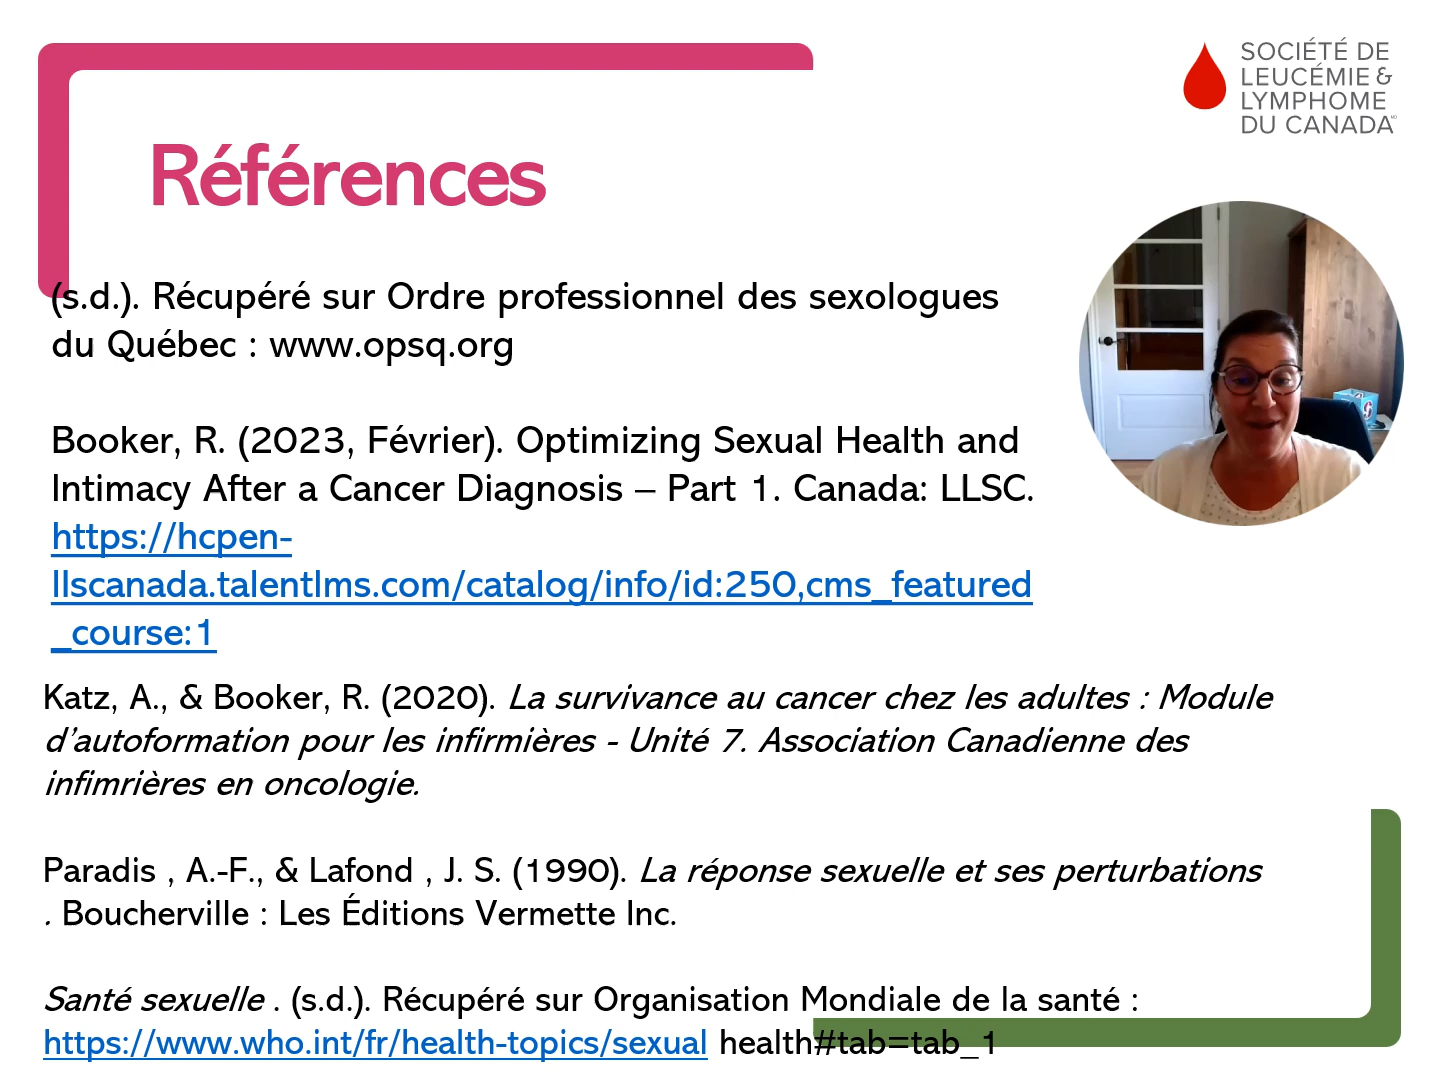 SOCIÉTÉ DE
LEUCÉMIE &
LYMPHOME
DU CANADA
Références
(s.d.). Récupéré sur Ordre professionnel des sexologues
du Québec : www.opsq.org
Booker, R. (2023, Février). Optimizing Sexual Health and
Intimacy After a Cancer Diagnosis – Part 1. Canada: LLSC.
https://hcpen-
llscanada.talentlms.com/catalog/info/id:250,cms_featured
_course:1
Katz, A., & Booker, R. (2020). La survivance au cancer chez les adultes : Module
d’autoformation pour les infirmières - Unité 7. Association Canadienne des
infimrières en oncologie.
Paradis , A.-F., & Lafond , J. S. (1990). La réponse sexuelle et ses perturbations
. Boucherville : Les Éditions Vermette Inc.
Santé sexuelle . (s.d.). Récupéré sur Organisation Mondiale de la santé :
https://www.who.int/fr/health-topics/sexual health#tab=tab_1